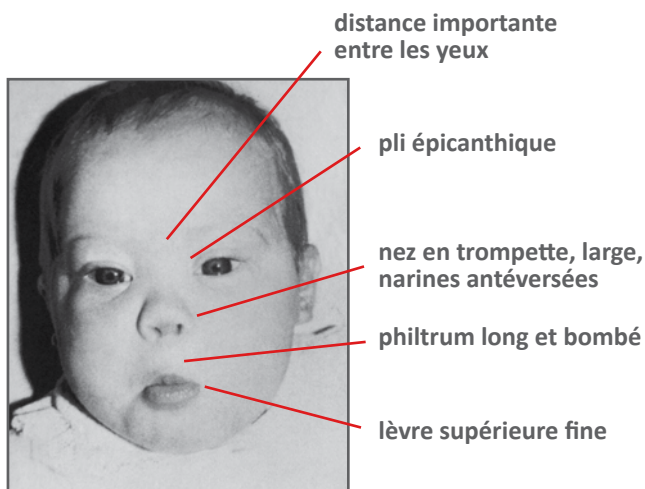 distance importante
entre les yeux
pli épicanthique
nez en trompette, large,
narines antéversées
philtrum long et bombé
lèvre supérieure fine